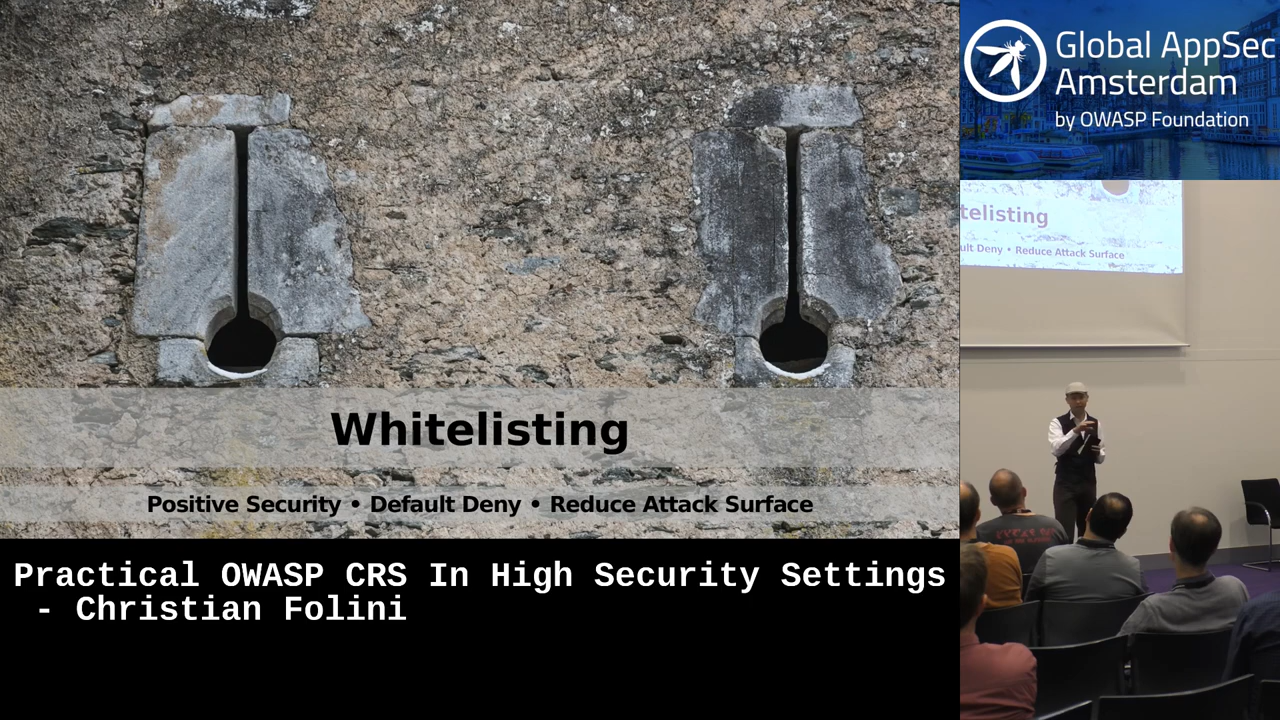 Whitelisting
Positive Security • Default Deny • Reduce Attack Surface
Practical OWASP CRS In High Security Settings
- Christian Folini
Global AppSec
Amsterdam
by OWASP Foundation
telisting
ult Deny • Reduce Attack Surface